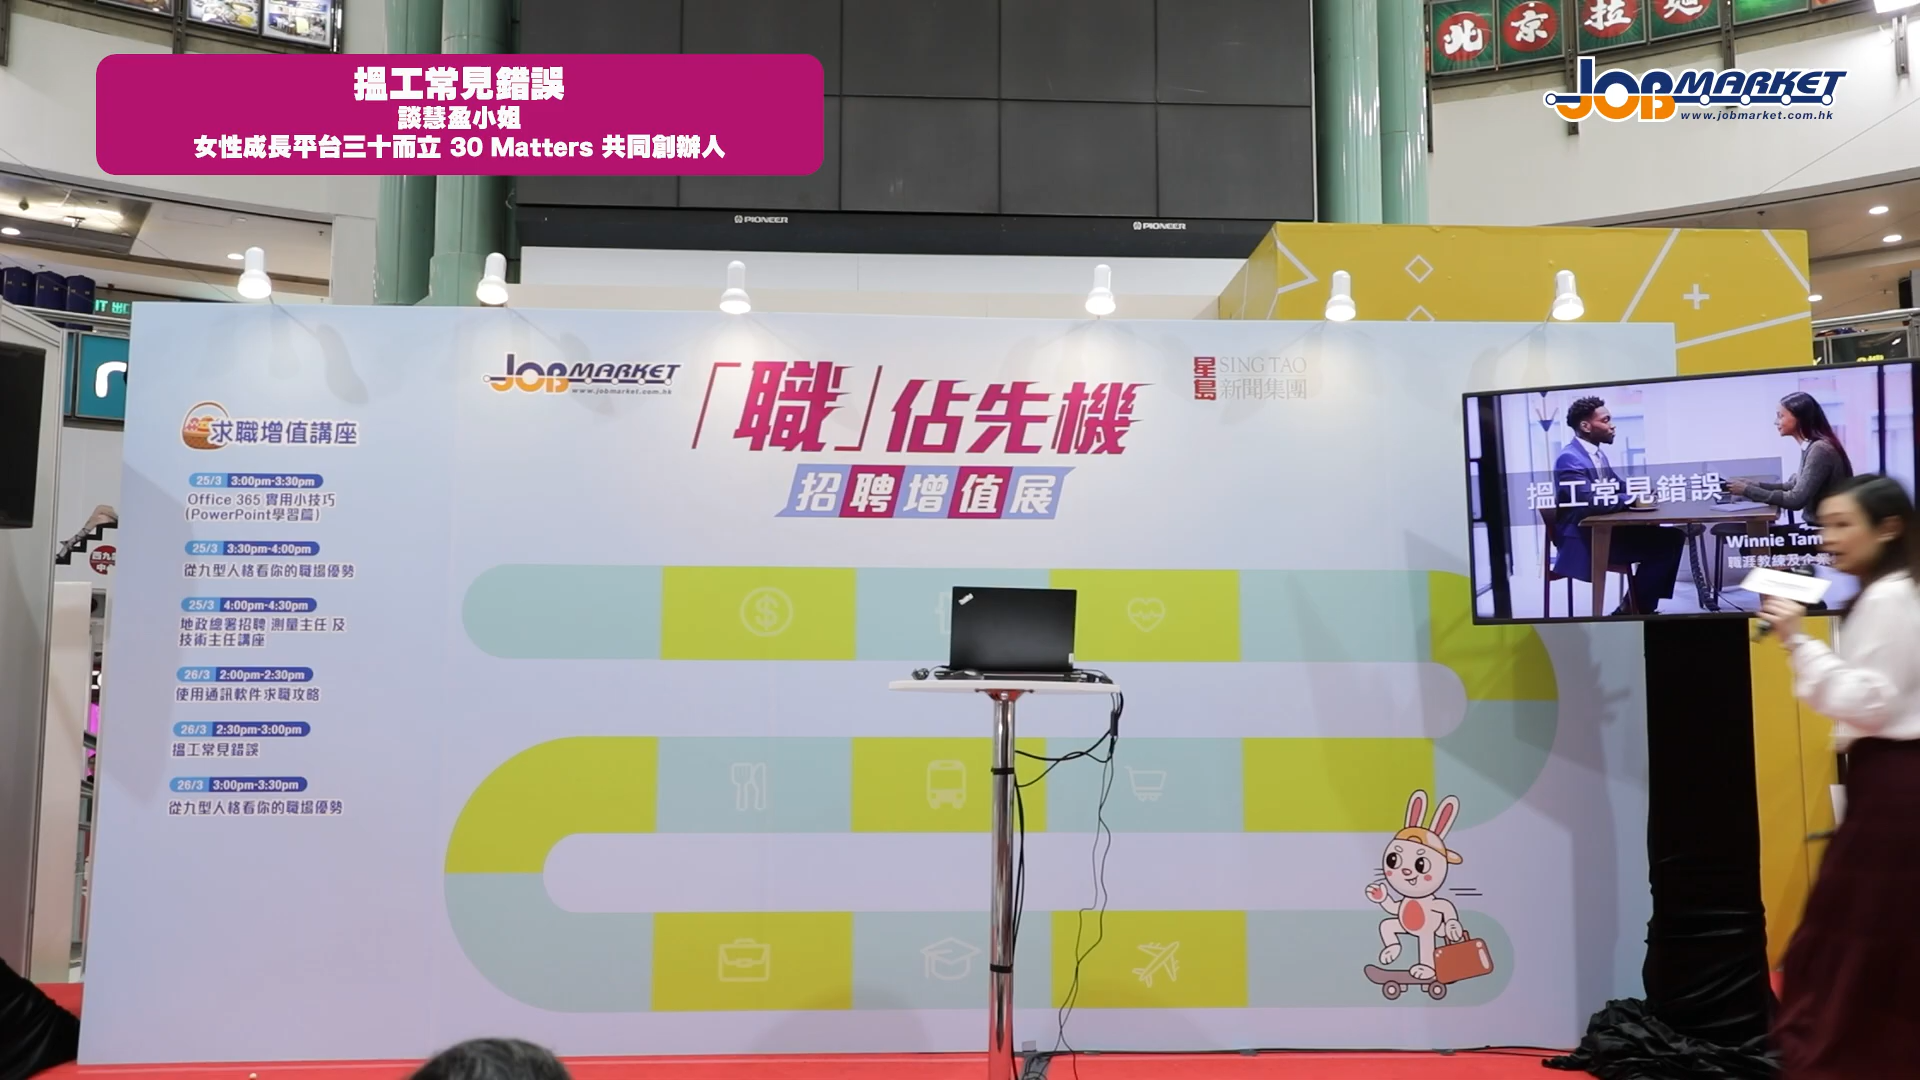 搵工常見錯誤
談慧盈小姐
女性成長平台三十而立 30 Matters 共同創辦人
北京拉麵
JOBMARKET
www.jobmarket.com.hk
PIONEER
PIONEER
JOBMARKET
www.jobmarket.com.hk
「職」佔先機
招聘增值展
星島 SING TAO
新聞集團
求職增值講座
25/3 3:00pm-3:30pm
Office 365 實用小技巧
(PowerPoint學習篇)
25/3 3:30pm-4:00pm
從九型人格看你的職場優勢
25/3 4:00pm-4:30pm
地政總署招聘 測量主任 及
技術主任講座
26/3 2:00pm-2:30pm
使用通訊軟件求職攻略
26/3 2:30pm-3:00pm
搵工常見錯誤
26/3 3:00pm-3:30pm
從九型人格看你的職場優勢
搵工常見錯誤
Winnie Tam
職涯教練及企業